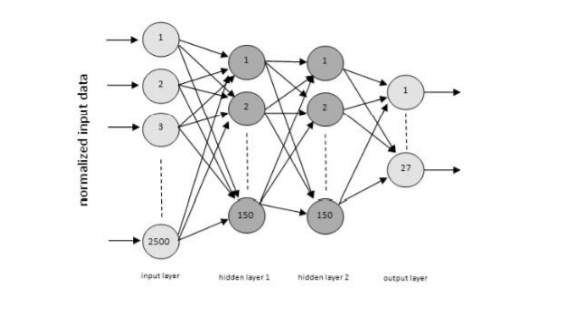 normalized input data
1
2
3
2500
1
2
150
1
2
150
1
27
input layer
hidden layer 1
hidden layer 2
output layer